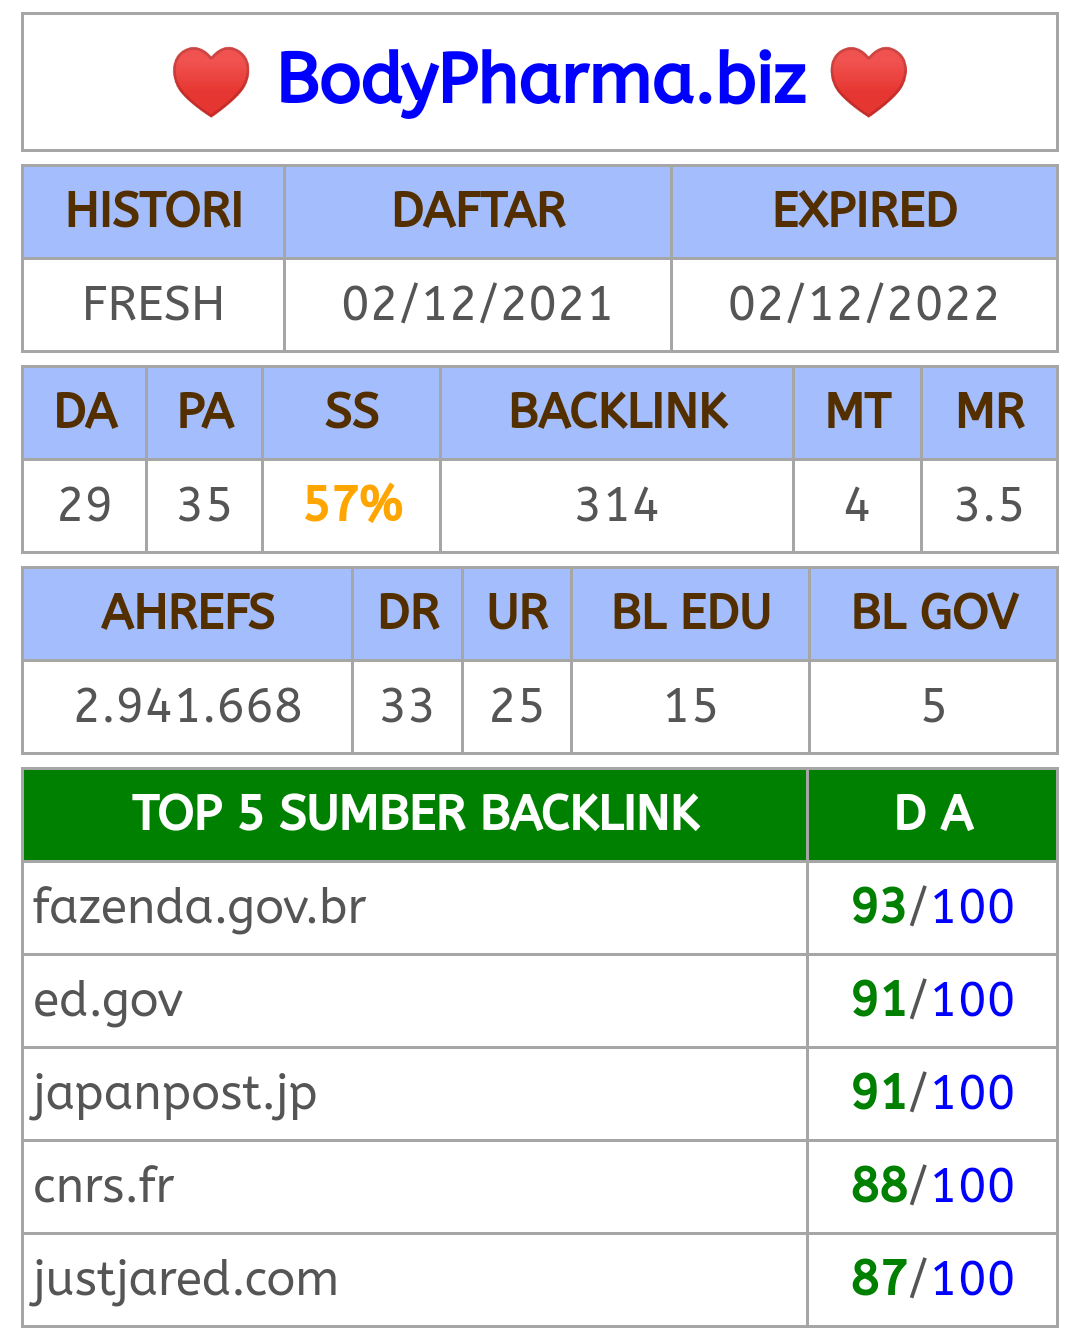 BodyPharma.biz
HISTORI DAFTAR EXPIRED
FRESH 02/12/2021 02/12/2022
DA PA SS BACKLINK MT MR
29 35 57% 314 4 3.5
AHREFS DR UR BL EDU BL GOV
2.941.668 33 25 15 5
TOP 5 SUMBER BACKLINK D A
fazenda.gov.br 93/100
ed.gov 91/100
japanpost.jp 91/100
cnrs.fr 88/100
justjared.com 87/100